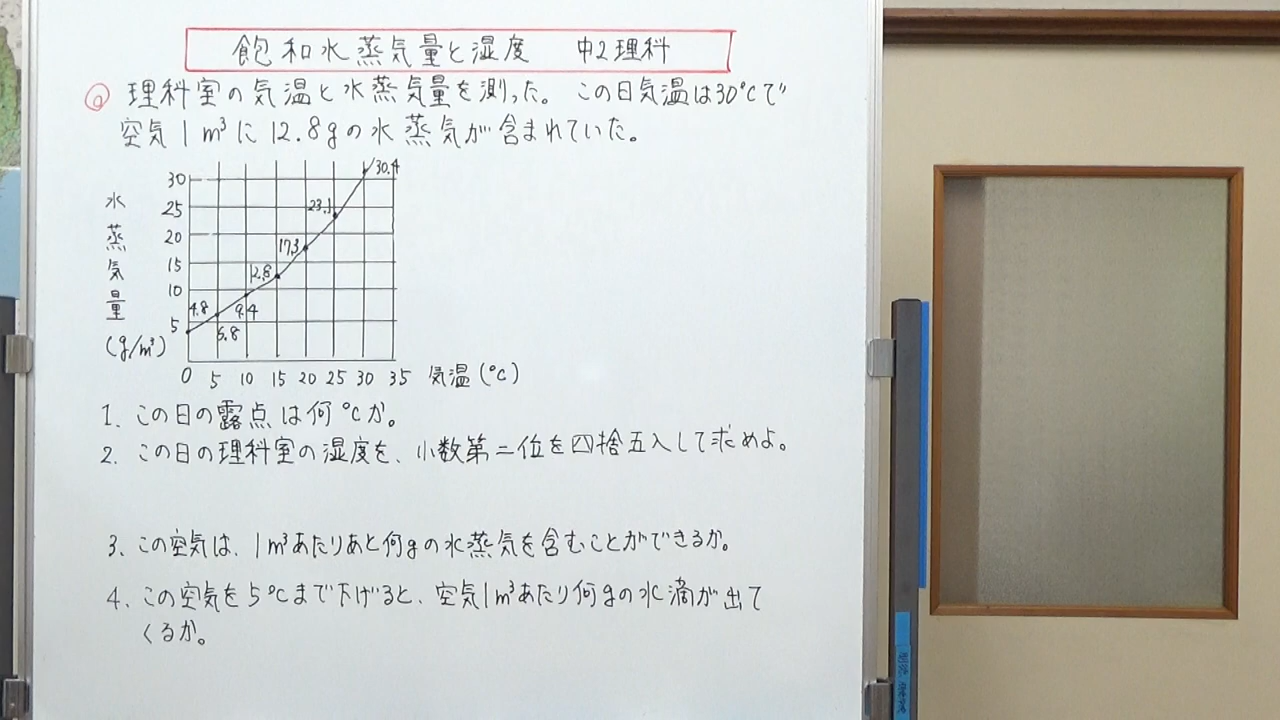 飽和水蒸気量と湿度 中2理科
◎ 理科室の気温と水蒸気量を測った。この日気温は30℃で
空気1m³に12.8gの水蒸気が含まれていた。
水蒸気量
(g/m³)
30
25
20
15
10
5
30.4
23.1
17.3
12.8
9.4
6.8
4.8
0 5 10 15 20 25 30 35 気温(℃)
1. この日の露点は何℃か。
2. この日の理科室の湿度を、小数第二位を四捨五入して求めよ。
3、この空気は、1m³あたりあと何gの水蒸気を含むことができるか。
4、この空気を5℃まで下げると、空気1m³あたり何gの水滴が出て
くるか。